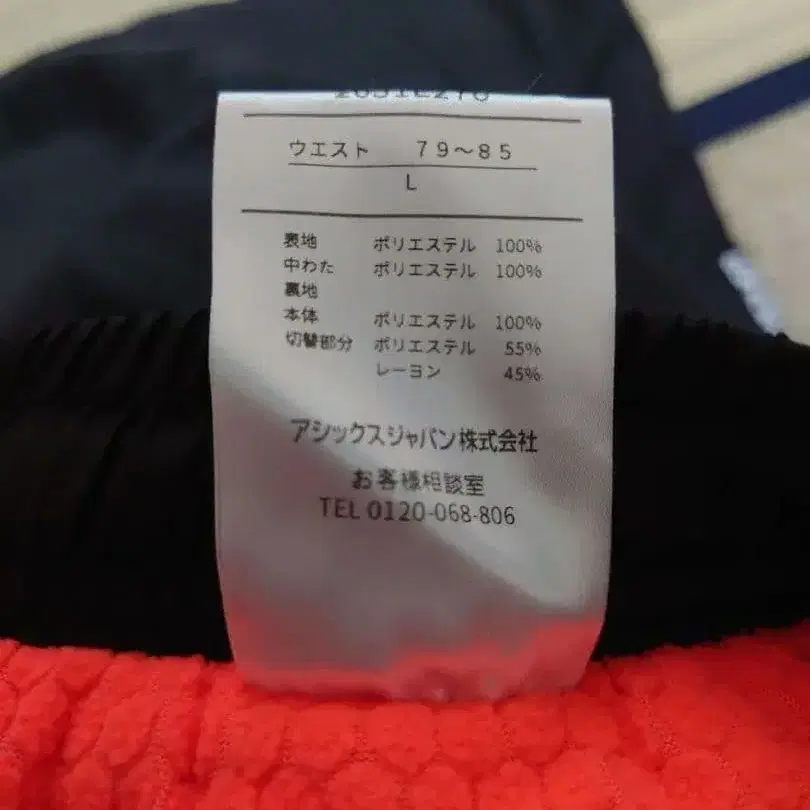 ウエスト 79〜85
L
表地 ポリエステル 100%
中わた ポリエステル 100%
裏地
本体 ポリエステル 100%
切替部分 ポリエステル 55%
レーヨン 45%
アシックスジャパン株式会社
お客様相談室
TEL 0120-068-806